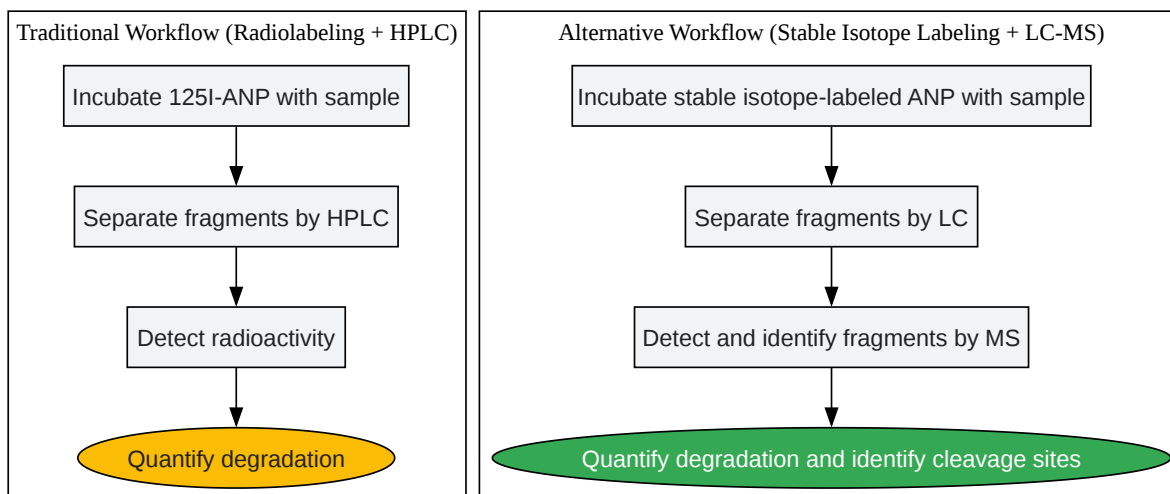 Traditional Workflow (Radiolabeling + HPLC)
Incubate 125I-ANP with sample
Separate fragments by HPLC
Detect radioactivity
Quantify degradation
Alternative Workflow (Stable Isotope Labeling + LC-MS)
Incubate stable isotope-labeled ANP with sample
Separate fragments by LC
Detect and identify fragments by MS
Quantify degradation and identify cleavage sites